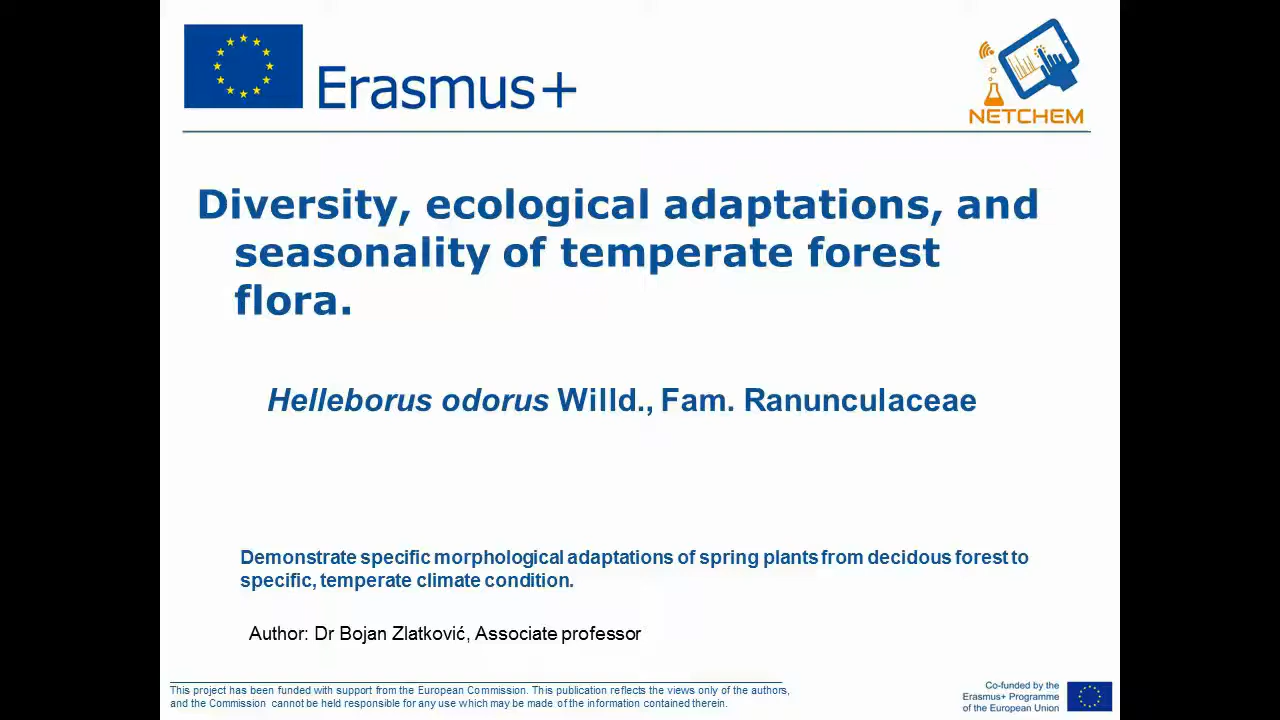 Erasmus+
NETCHEM
Diversity, ecological adaptations, and
seasonality of temperate forest
flora.
Helleborus odorus Willd., Fam. Ranunculaceae
Demonstrate specific morphological adaptations of spring plants from decidous forest to
specific, temperate climate condition.
Author: Dr Bojan Zlatković, Associate professor
This project has been funded with support from the European Commission. This publication reflects the views only of the authors,
and the Commission cannot be held responsible for any use which may be made of the information contained therein.
Co-funded by the
Erasmus+ Programme
of the European Union